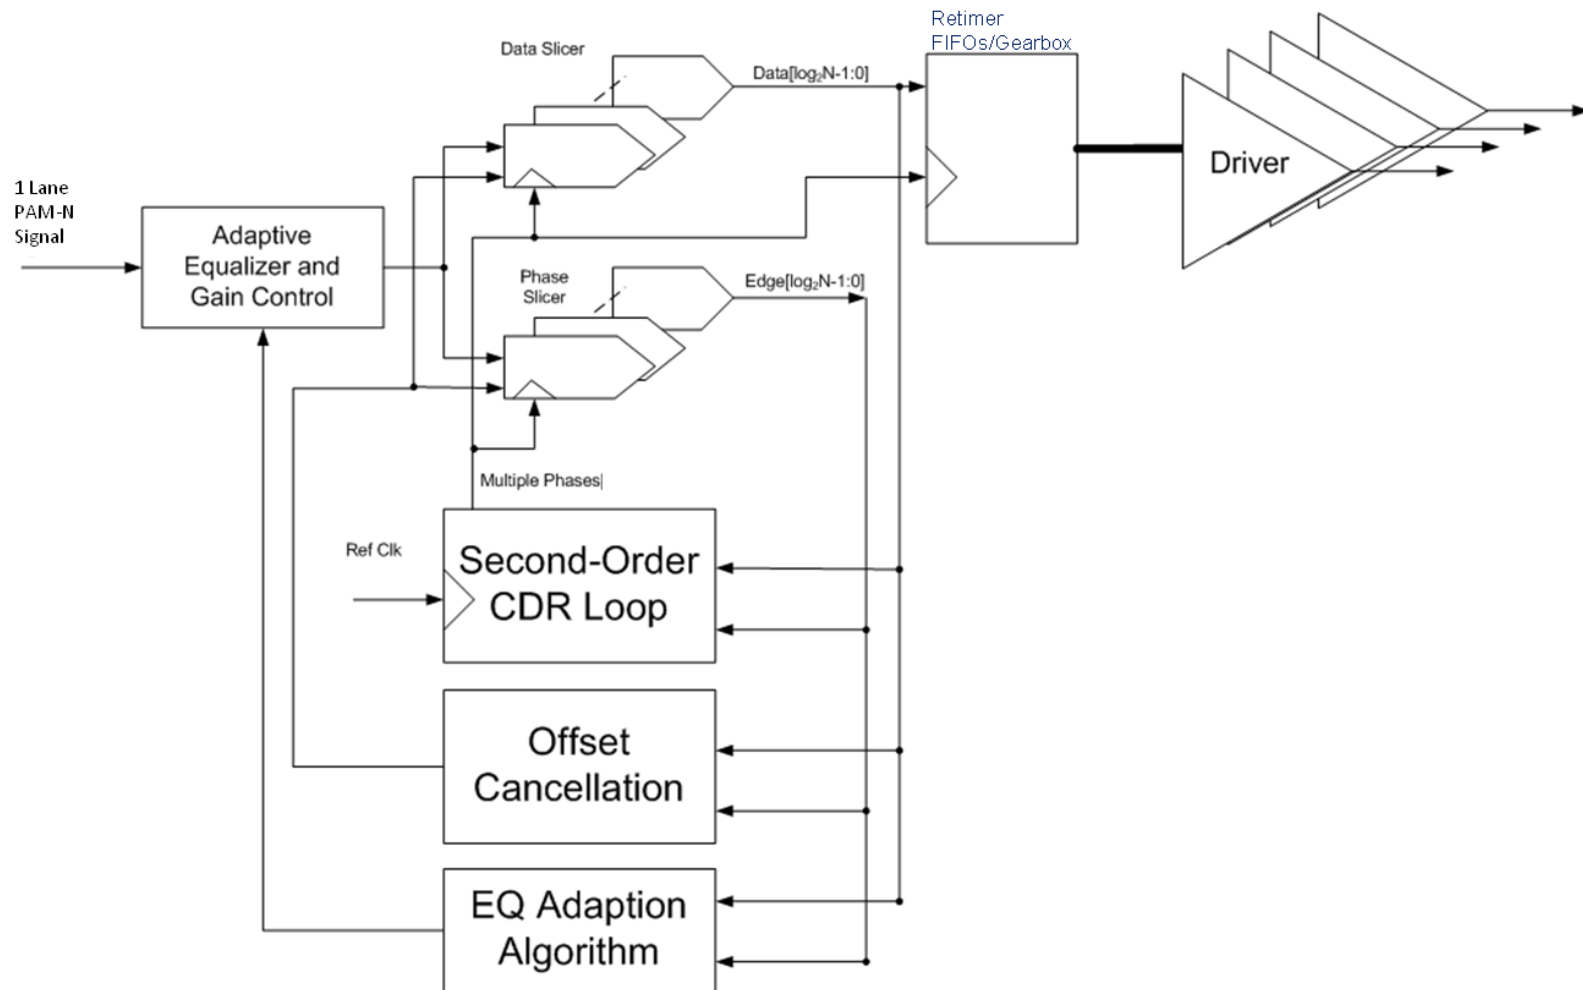 Retimer
FIFOs/Gearbox
Data Slicer
Data[log₂N-1:0]
Driver
1 Lane
PAM-N
Signal
Adaptive
Equalizer and
Gain Control
Phase
Slicer
Edge[log₂N-1:0]
Multiple Phases
Ref Clk
Second-Order
CDR Loop
Offset
Cancellation
EQ Adaption
Algorithm